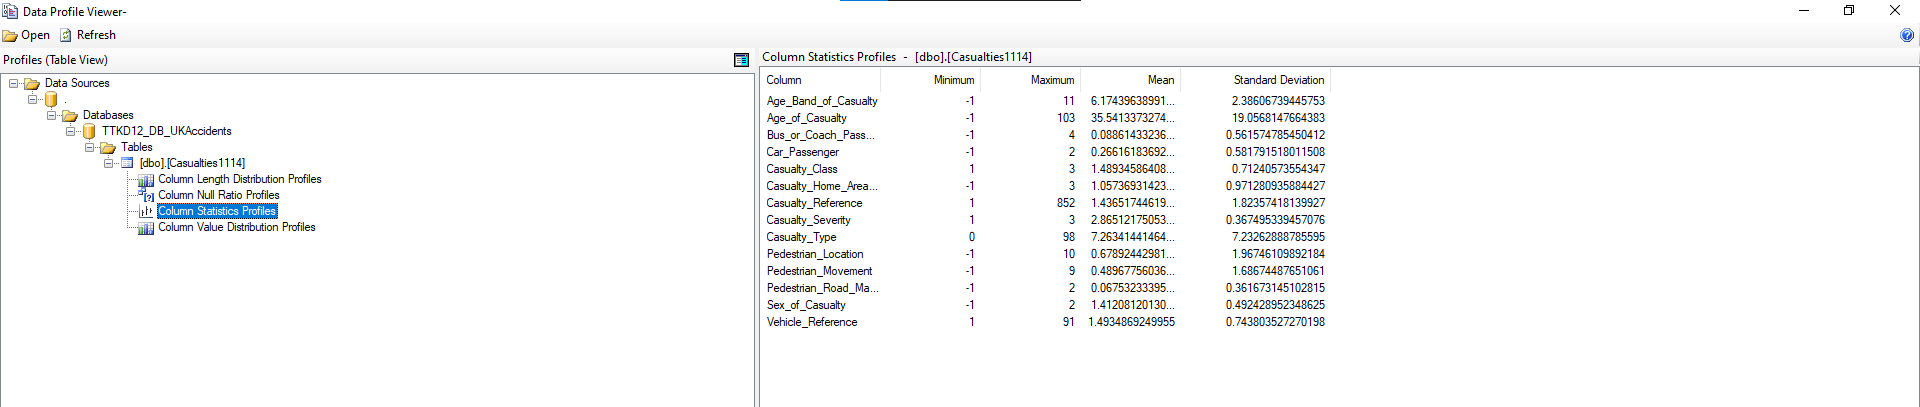 Data Profile Viewer-
Open Refresh
Profiles (Table View)
Data Sources
.
Databases
TTKD12_DB_UKAccidents
Tables
[dbo].[Casualties1114]
Column Length Distribution Profiles
Column Null Ratio Profiles
Column Statistics Profiles
Column Value Distribution Profiles
Column Statistics Profiles - [dbo].[Casualties1114]
Column Minimum Maximum Mean Standard Deviation
Age_Band_of_Casualty -1 11 6.17439638991... 2.38606739445753
Age_of_Casualty -1 103 35.5413373274... 19.0568147664383
Bus_or_Coach_Pass... -1 4 0.08861433236... 0.561574785450412
Car_Passenger -1 2 0.26616183692... 0.581791518011508
Casualty_Class 1 3 1.48934586408... 0.71240573554347
Casualty_Home_Area... -1 3 1.05736931423... 0.971280935884427
Casualty_Reference 1 852 1.43651744619... 1.82357418139927
Casualty_Severity 1 3 2.86512175053... 0.367495339457076
Casualty_Type 0 98 7.26341441464... 7.23262888785595
Pedestrian_Location -1 10 0.67892442981... 1.96746109892184
Pedestrian_Movement -1 9 0.48967756036... 1.68674487651061
Pedestrian_Road_Ma... -1 2 0.06753233395... 0.361673145102815
Sex_of_Casualty -1 2 1.41208120130... 0.492428952348625
Vehicle_Reference 1 91 1.4934869249955 0.743803527270198